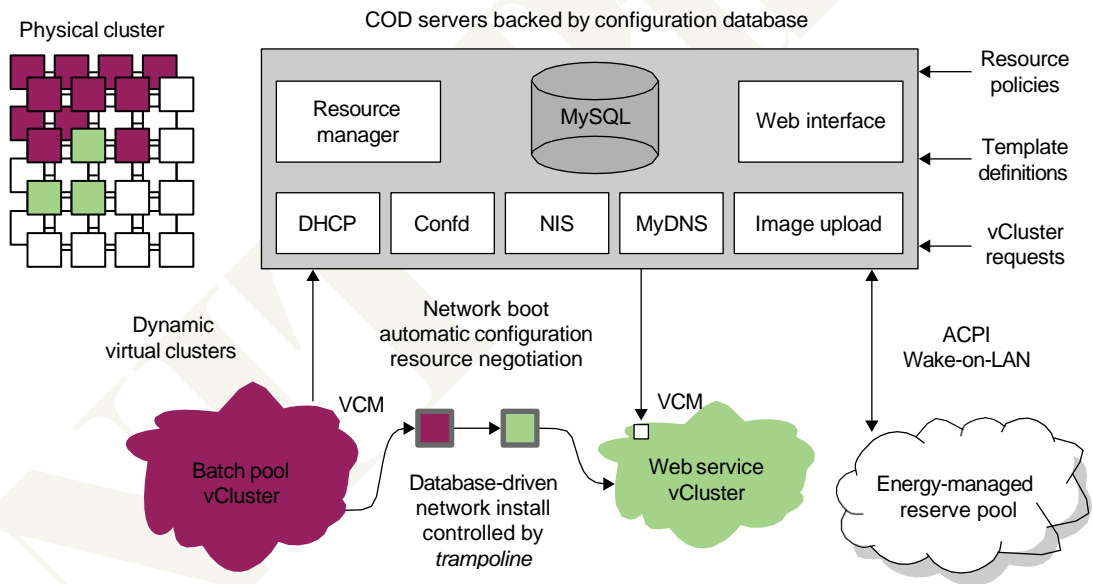 COD servers backed by configuration database
Physical cluster
Resource
policies
Resource
manager
MySQL
Web interface
Template
definitions
DHCP
Confd
NIS
MyDNS
Image upload
vCluster
requests
Dynamic
virtual clusters
Network boot
automatic configuration
resource negotiation
ACPI
Wake-on-LAN
VCM
VCM
Batch pool
vCluster
Database-driven
network install
controlled by
trampoline
Web service
vCluster
Energy-managed
reserve pool